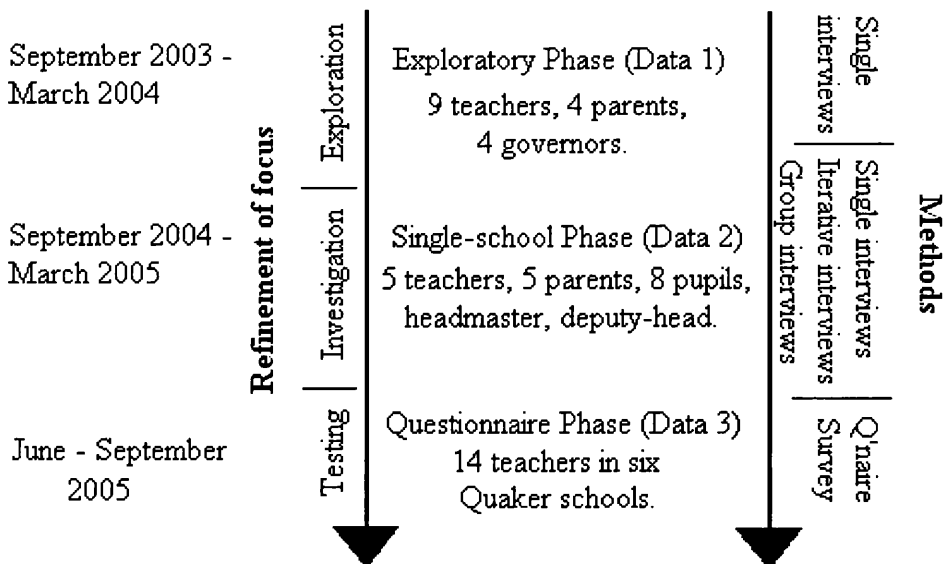 September 2003 -
March 2004
September 2004 -
March 2005
June - September
2005
Refinement of focus
Exploration
Investigation
Testing
Exploratory Phase (Data 1)
9 teachers, 4 parents,
4 governors.
Single-school Phase (Data 2)
5 teachers, 5 parents, 8 pupils,
headmaster, deputy-head.
Questionnaire Phase (Data 3)
14 teachers in six
Quaker schools.
Single
interviews
Single interviews
Iterative interviews
Group interviews
Q'naire
Survey
Methods